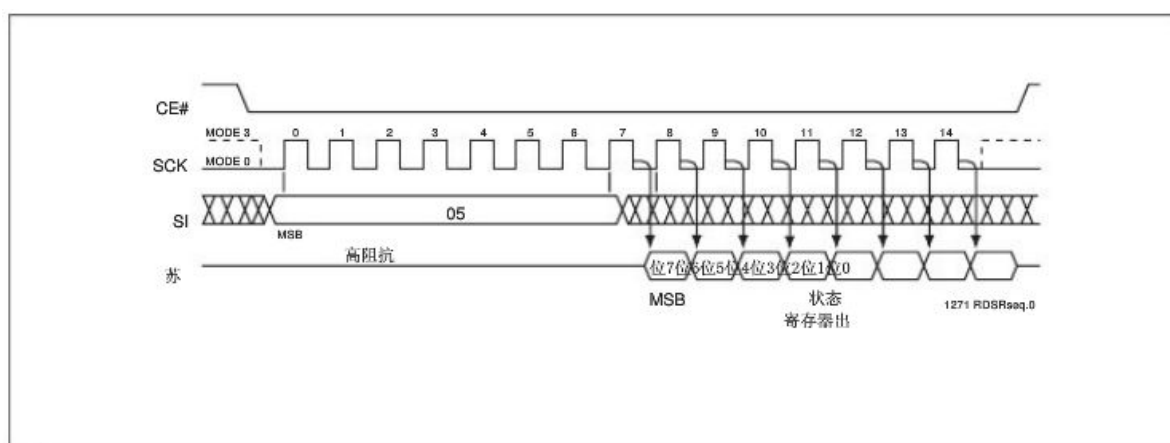 CE#
MODE 3 0 1 2 3 4 5 6 7 8 9 10 11 12 13 14
SCK MODE 0
SI 05
MSB
高阻抗
苏 位7位6位5位4位3位2位1位0
MSB 状态
寄存器出
1271 RDSRseq.0